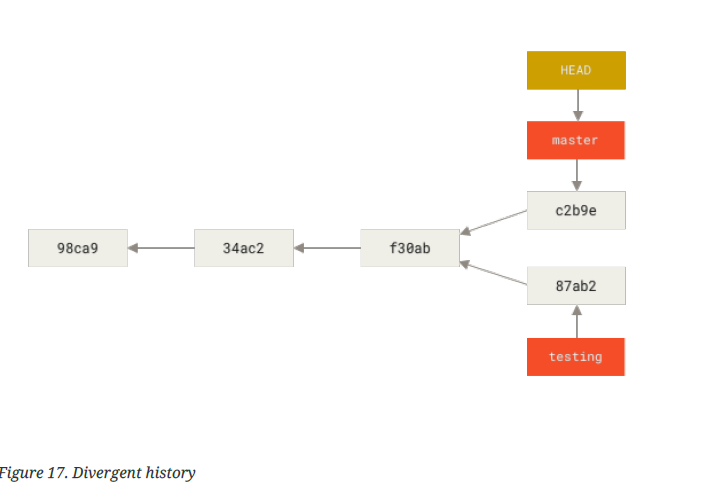 HEAD
master
c2b9e
98ca9
34ac2
f30ab
87ab2
testing
Figure 17. Divergent history